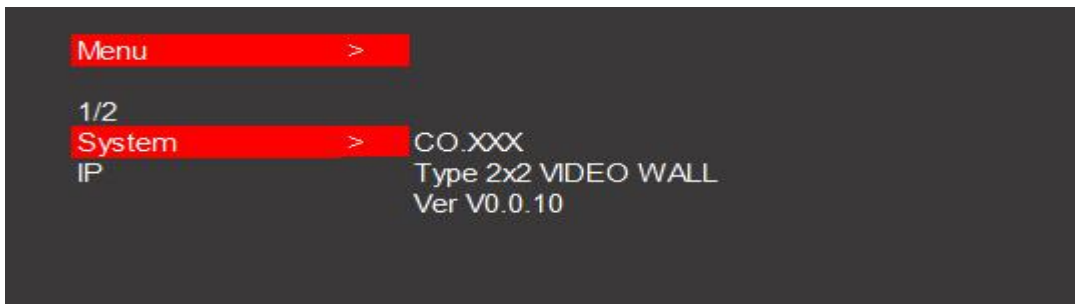 Menu >
1/2
System > CO.XXX
IP Type 2x2 VIDEO WALL
Ver V0.0.10